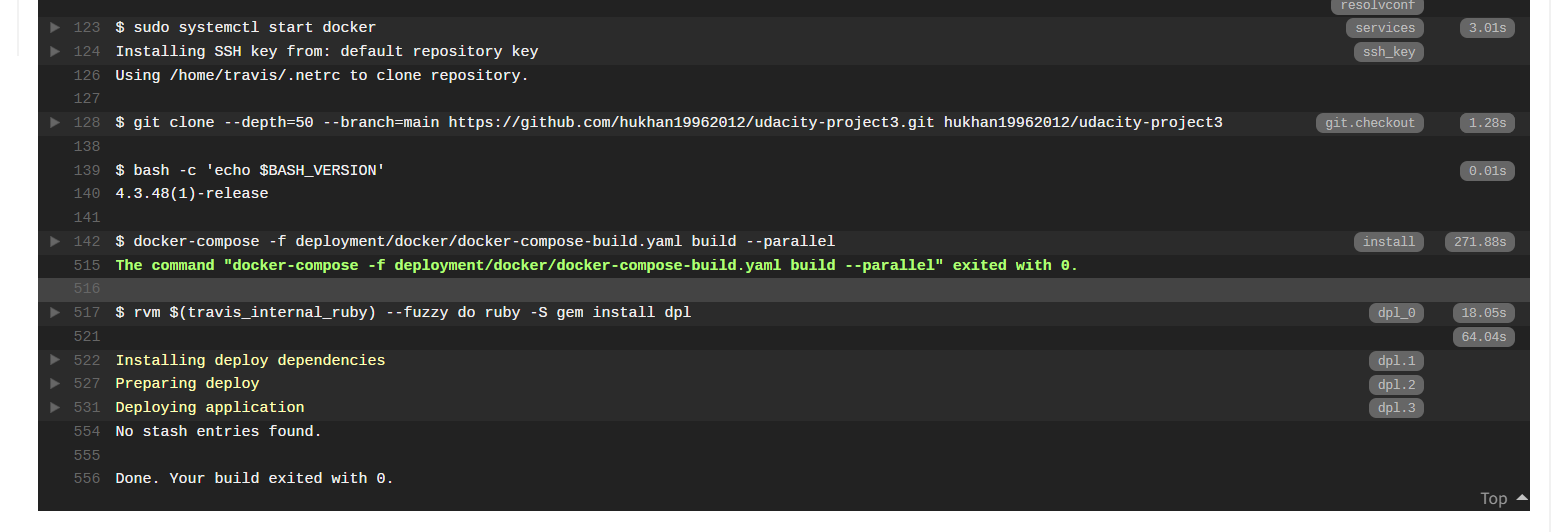 resolvconf
123 $ sudo systemctl start docker services 3.01s
124 Installing SSH key from: default repository key ssh_key
126 Using /home/travis/.netrc to clone repository.
127
128 $ git clone --depth=50 --branch=main https://github.com/hukhan19962012/udacity-project3.git hukhan19962012/udacity-project3 git.checkout 1.28s
138
139 $ bash -c 'echo $BASH_VERSION' 0.01s
140 4.3.48(1)-release
141
142 $ docker-compose -f deployment/docker/docker-compose-build.yaml build --parallel install 271.88s
515 The command "docker-compose -f deployment/docker/docker-compose-build.yaml build --parallel" exited with 0.
516
517 $ rvm $(travis_internal_ruby) --fuzzy do ruby -S gem install dpl dpl_0 18.05s
521 64.04s
522 Installing deploy dependencies dpl.1
527 Preparing deploy dpl.2
531 Deploying application dpl.3
554 No stash entries found.
555
556 Done. Your build exited with 0.
Top